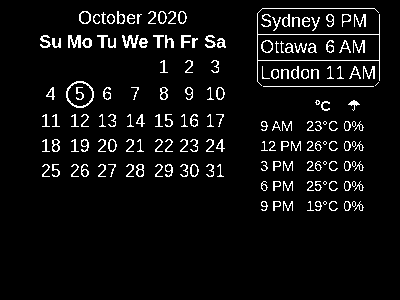 October 2020
Su Mo Tu We Th Fr Sa
1 2 3
4 5 6 7 8 9 10
11 12 13 14 15 16 17
18 19 20 21 22 23 24
25 26 27 28 29 30 31
Sydney 9 PM
Ottawa 6 AM
London 11 AM
°C ☂
9 AM 23°C 0%
12 PM 26°C 0%
3 PM 26°C 0%
6 PM 25°C 0%
9 PM 19°C 0%